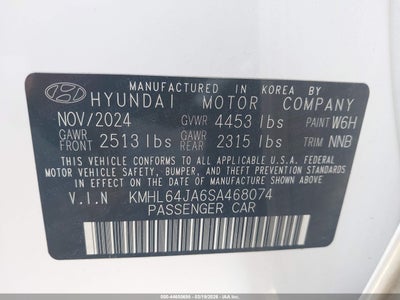 MANUFACTURED IN KOREA BY
HYUNDAI MOTOR COMPANY
NOV/2024 GVWR 4453 lbs PAINT W6H
GAWR FRONT 2513 lbs GAWR REAR 2315 lbs TRIM NNB
THIS VEHICLE CONFORMS TO ALL APPLICABLE U.S.A. FEDERAL
MOTOR VEHICLE SAFETY, BUMPER, AND THEFT PREVENTION
STANDARDS IN EFFECT ON THE DATE OF MANUFACTURE SHOWN ABOVE.
V.I.N KMHL64JA6SA468074
PASSENGER CAR